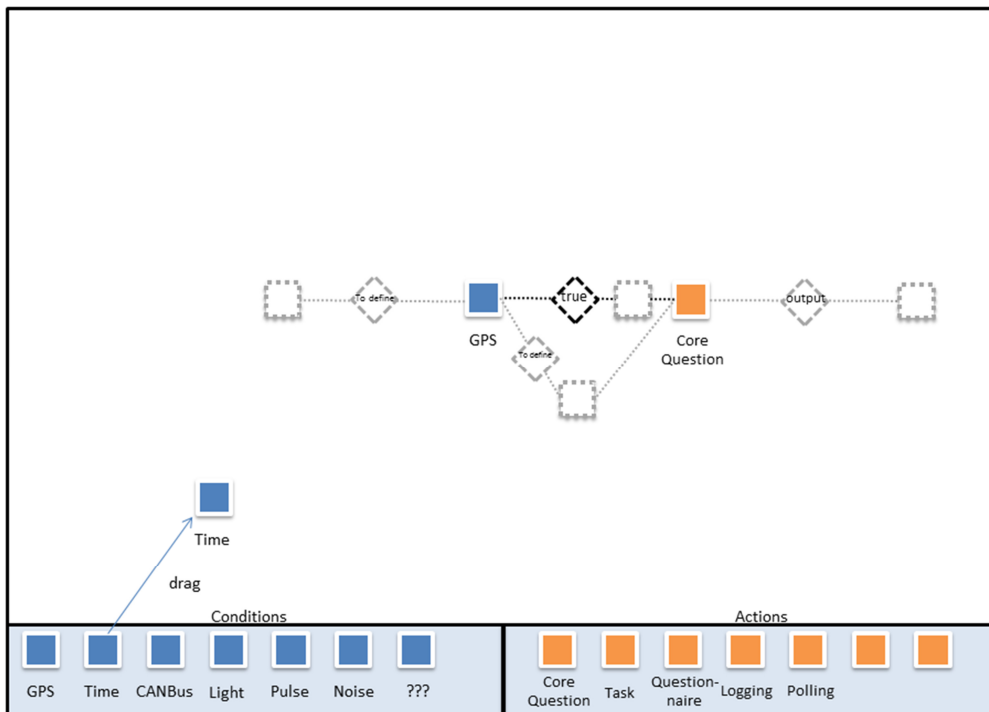 To define
true
output
GPS
Core
Question
To define
Time
drag
Conditions
Actions
GPS
Time
CANBus
Light
Pulse
Noise
???
Core
Question
Task
Question-
naire
Logging
Polling